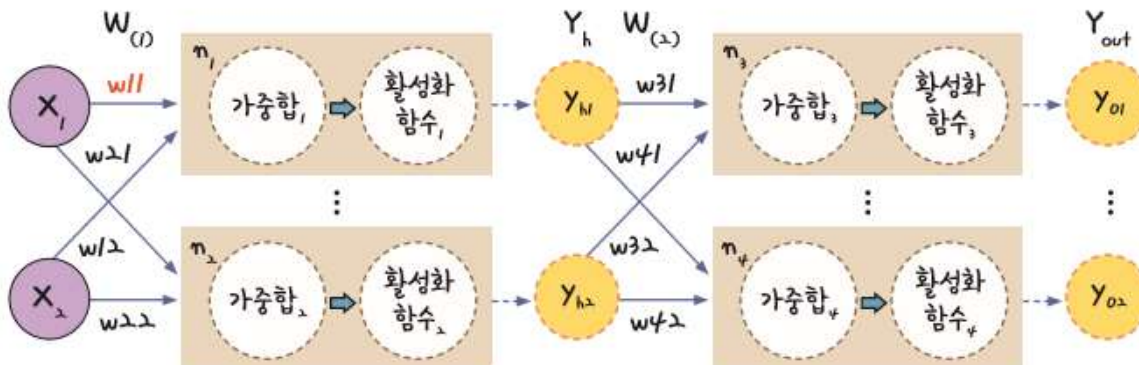 W(1) Yh W(2) Yout
n1 n3
X1 w11 가중합1 활성화 함수1 yh1 w31 가중합3 활성화 함수3 yo1
w21 w41
⋮ ⋮ ⋮
w12 w32
n2 n4
X2 w22 가중합2 활성화 함수2 yh2 w42 가중합4 활성화 함수4 yo2